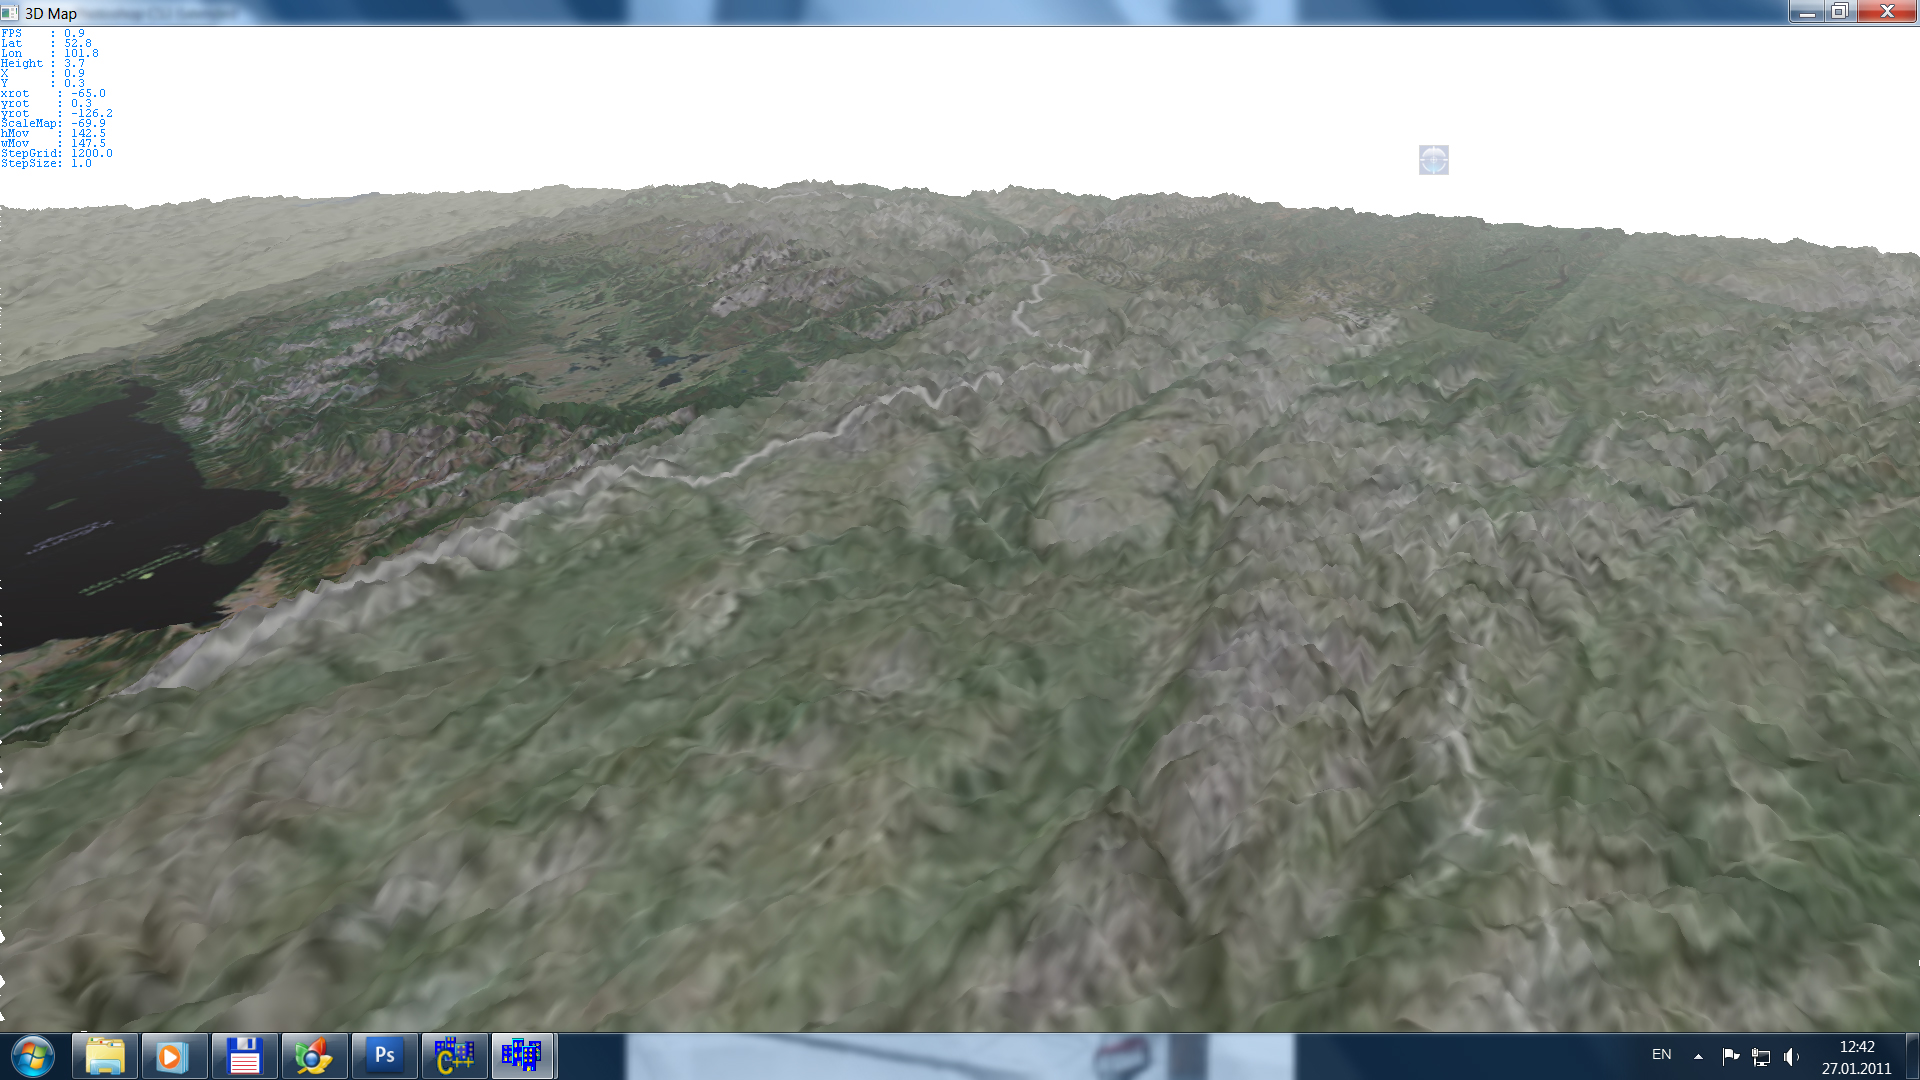 3D Map
FPS : 0.9
Lat : 52.8
Lon : 101.8
Height : 3.7
X : 0.9
Y : 0.3
xrot : -65.0
yrot : 0.3
yrot : -126.2
ScaleMap: -69.9
hMov : 142.5
wMov : 147.5
StepGrid: 1200.0
StepSize: 1.0
Ps
C++
EN
12:42
27.01.2011